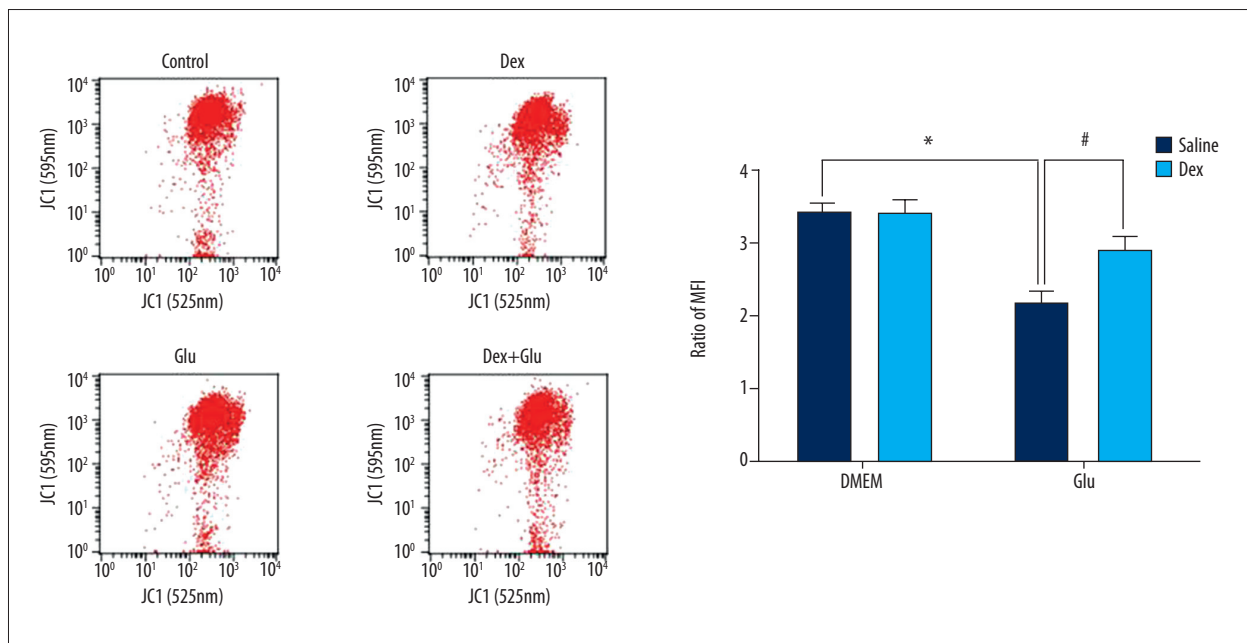 Control
10⁴
10³
10²
10¹
10⁰
JC1 (595nm)
10⁰ 10¹ 10² 10³ 10⁴
JC1 (525nm)
Dex
10⁴
10³
10²
10¹
10⁰
JC1 (595nm)
10⁰ 10¹ 10² 10³ 10⁴
JC1 (525nm)
Glu
10⁴
10³
10²
10¹
10⁰
JC1 (595nm)
10⁰ 10¹ 10² 10³ 10⁴
JC1 (525nm)
Dex+Glu
10⁴
10³
10²
10¹
10⁰
JC1 (595nm)
10⁰ 10¹ 10² 10³ 10⁴
JC1 (525nm)
Saline
Dex
* #
4
3
2
1
0
Ratio of MFI
DMEM Glu